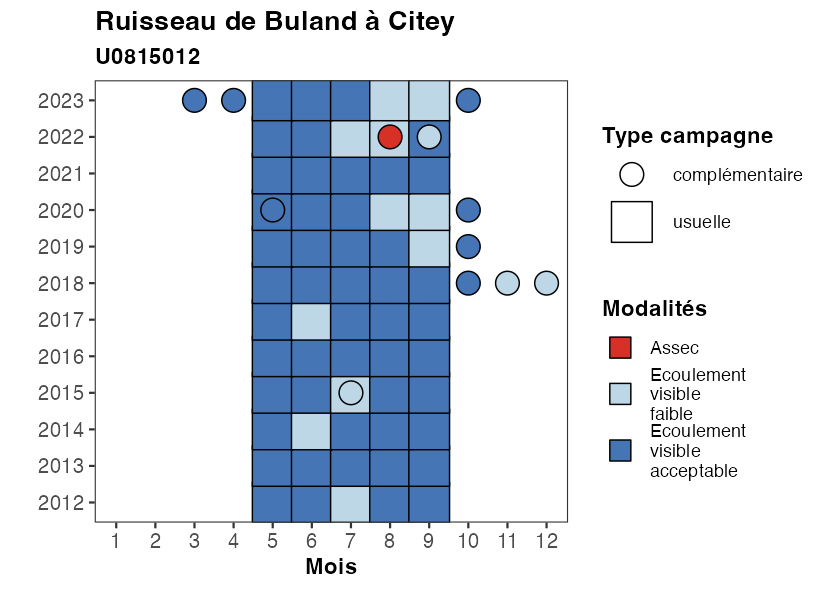 Ruisseau de Buland à Citey
U0815012
2023
2022
2021
2020
2019
2018
2017
2016
2015
2014
2013
2012
1 2 3 4 5 6 7 8 9 10 11 12
Mois
Type campagne
complémentaire
usuelle
Modalités
Assec
Ecoulement
visible
faible
Ecoulement
visible
acceptable